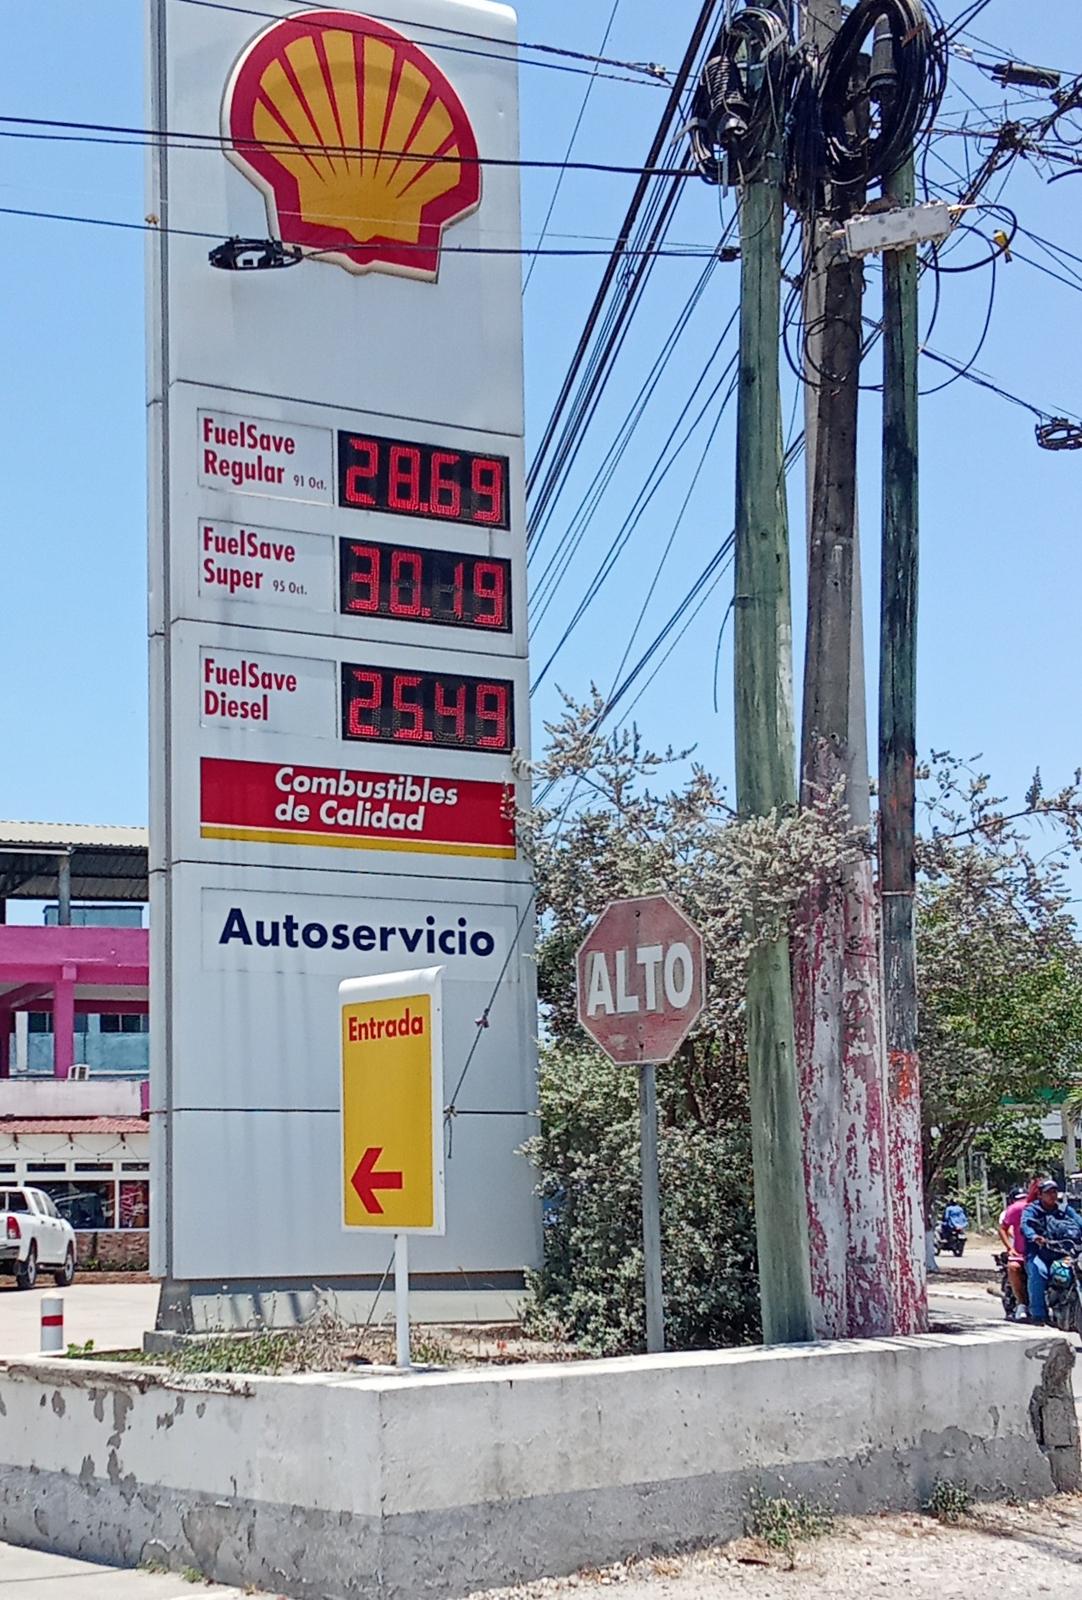 FuelSave
Regular 91 Oct.
28.69
FuelSave
Super 95 Oct.
30.19
FuelSave
Diesel
25.49
Combustibles
de Calidad
Autoservicio
Entrada
ALTO